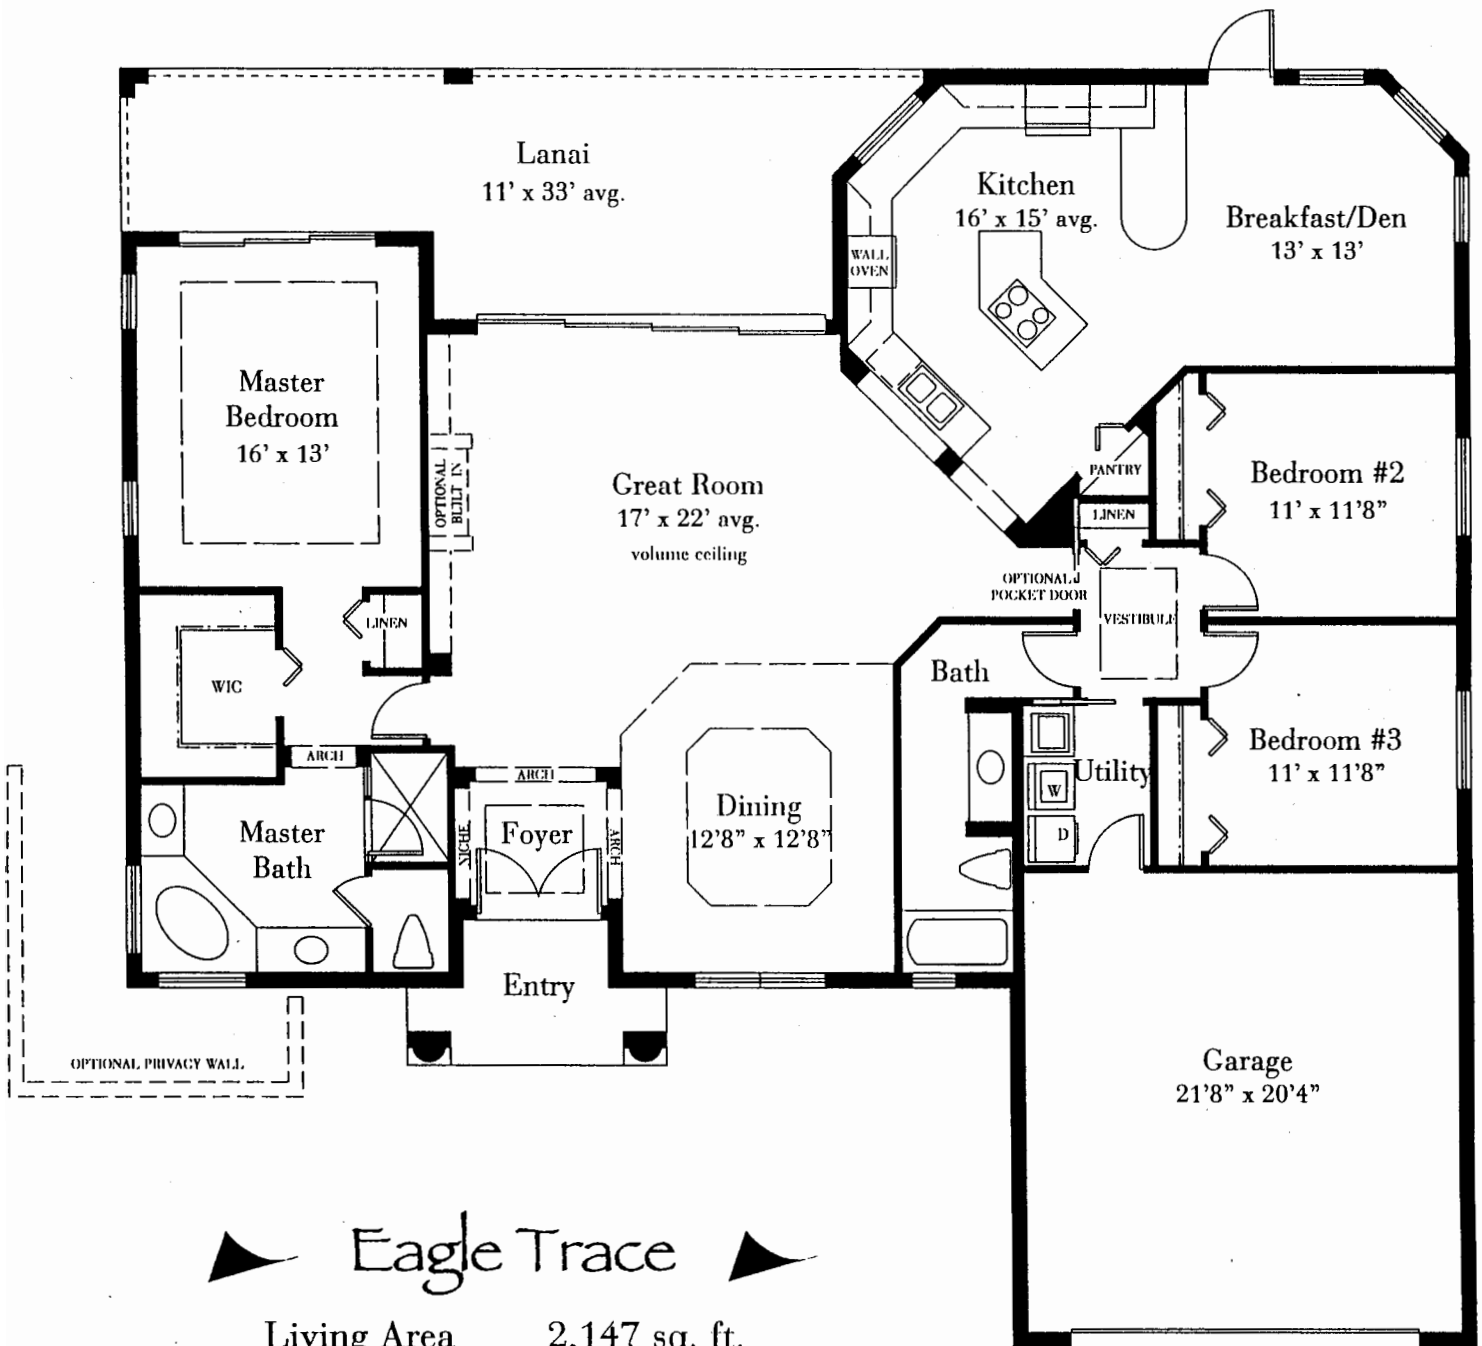 Lanai
11' x 33' avg.
Kitchen
16' x 15' avg.
Breakfast/Den
13' x 13'
WALL
OVEN
Master
Bedroom
16' x 13'
OPTIONAL
BUILT IN
Great Room
17' x 22' avg.
volume ceiling
PANTRY
LINEN
Bedroom #2
11' x 11'8"
OPTIONAL
POCKET DOOR
VESTIBULE
LINEN
WIC
Bath
ARCH
ARCH
Utility
Bedroom #3
11' x 11'8"
W
D
Master
Bath
NICHE
Foyer
ARCH
Dining
12'8" x 12'8"
Entry
OPTIONAL PRIVACY WALL
Garage
21'8" x 20'4"
Eagle Trace
Living Area 2,147 sq. ft.